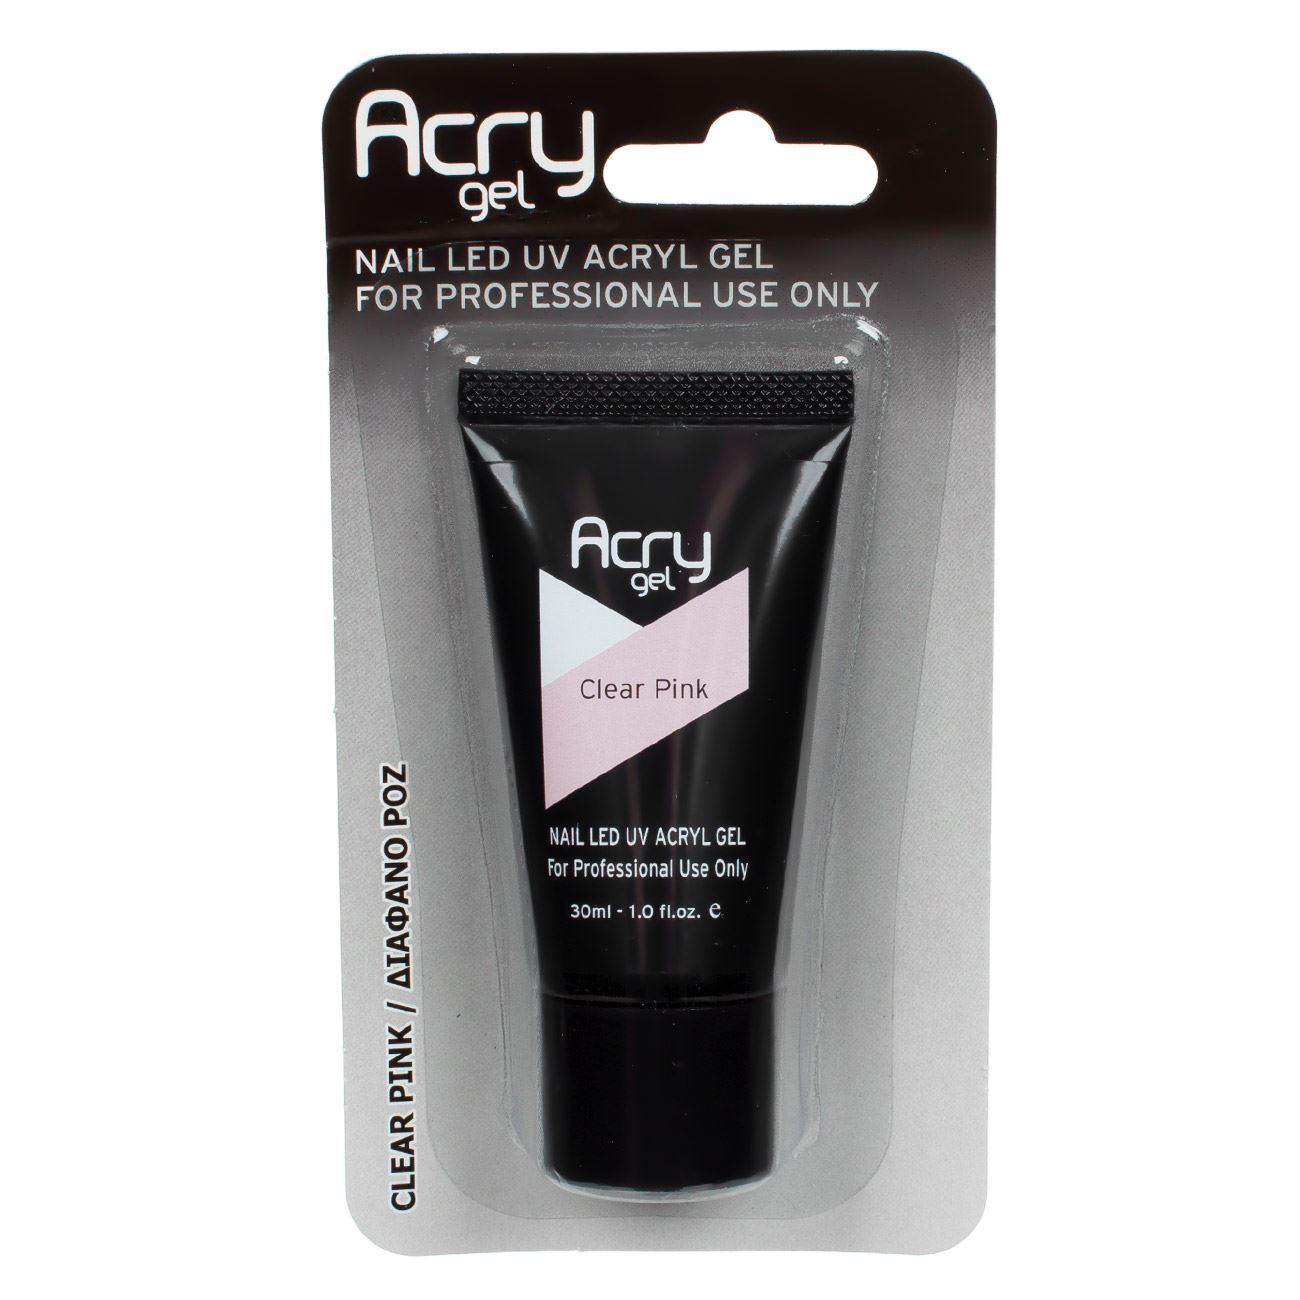 Acry
gel
NAIL LED UV ACRYL GEL
FOR PROFESSIONAL USE ONLY
Acry
gel
Clear Pink
NAIL LED UV ACRYL GEL
For Professional Use Only
30ml - 1.0 fl.oz. ℮
CLEAR PINK / ΔΙΑΦΑΝΟ ΡΟΖ